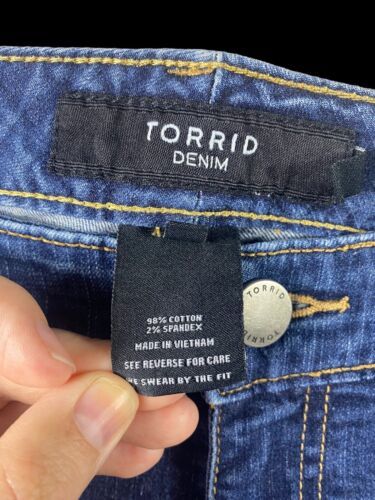 TORRID
DENIM
98% COTTON
2% SPANDEX
MADE IN VIETNAM
SEE REVERSE FOR CARE
WE SWEAR BY THE FIT
TORRID
TORRID